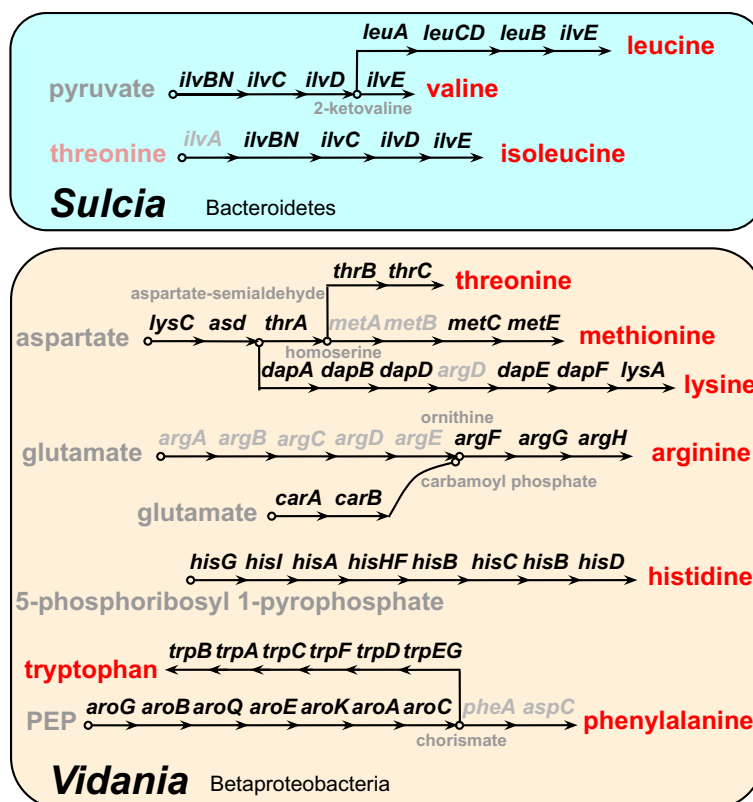 leuA leuCD leuB ilvE leucine
pyruvate ilvBN ilvC ilvD ilvE valine
2-ketovaline
threonine ilvA ilvBN ilvC ilvD ilvE isoleucine
Sulcia Bacteroidetes
thrB thrC threonine
aspartate-semialdehyde
aspartate lysC asd thrA metA metB metC metE methionine
homoserine
dapA dapB dapD argD dapE dapF lysA lysine
ornithine
glutamate argA argB argC argD argE argF argG argH arginine
carbamoyl phosphate
glutamate carA carB
hisG hisI hisA hisHF hisB hisC hisB hisD histidine
5-phosphoribosyl 1-pyrophosphate
tryptophan trpB trpA trpC trpF trpD trpEG
PEP aroG aroB aroQ aroE aroK aroA aroC pheA aspC phenylalanine
chorismate
Vidania Betaproteobacteria